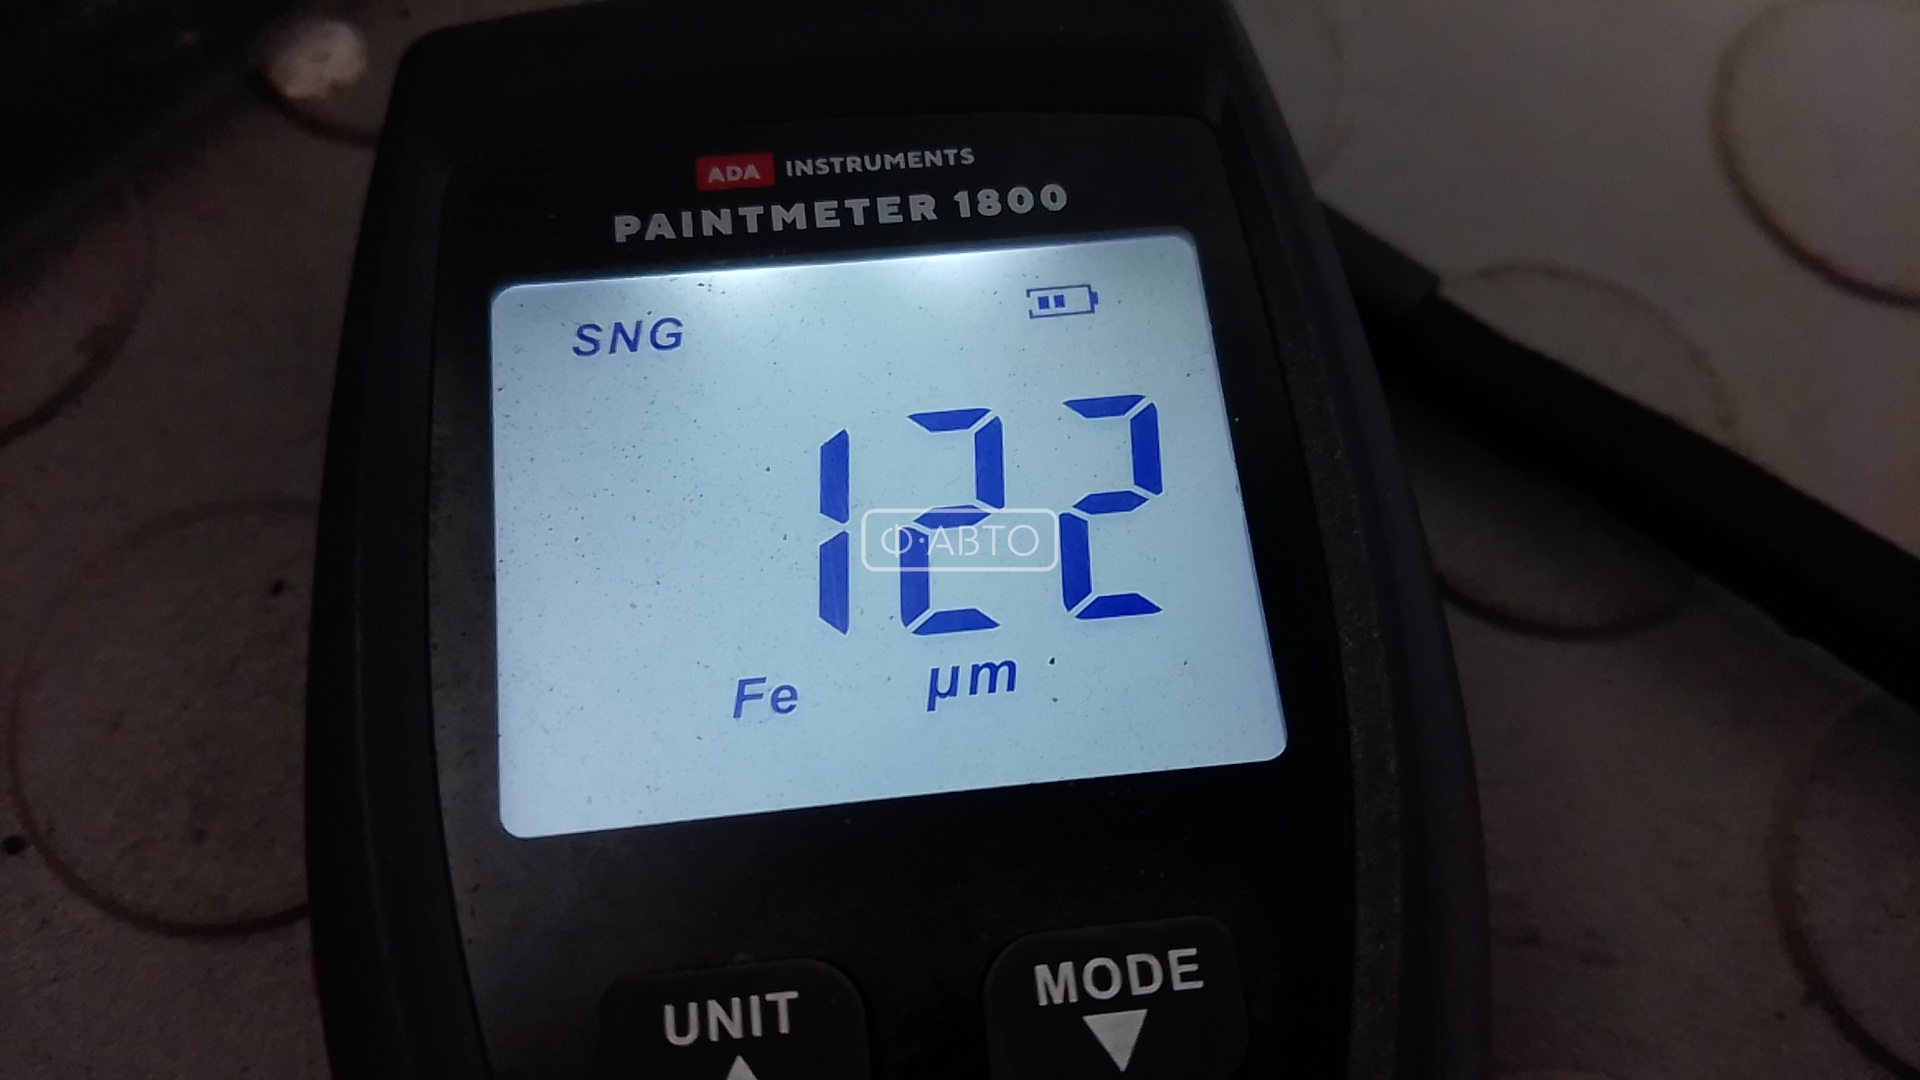 ADA INSTRUMENTS
PAINTMETER 1800
SNG
122
Ф·АВТО
Fe µm
UNIT MODE